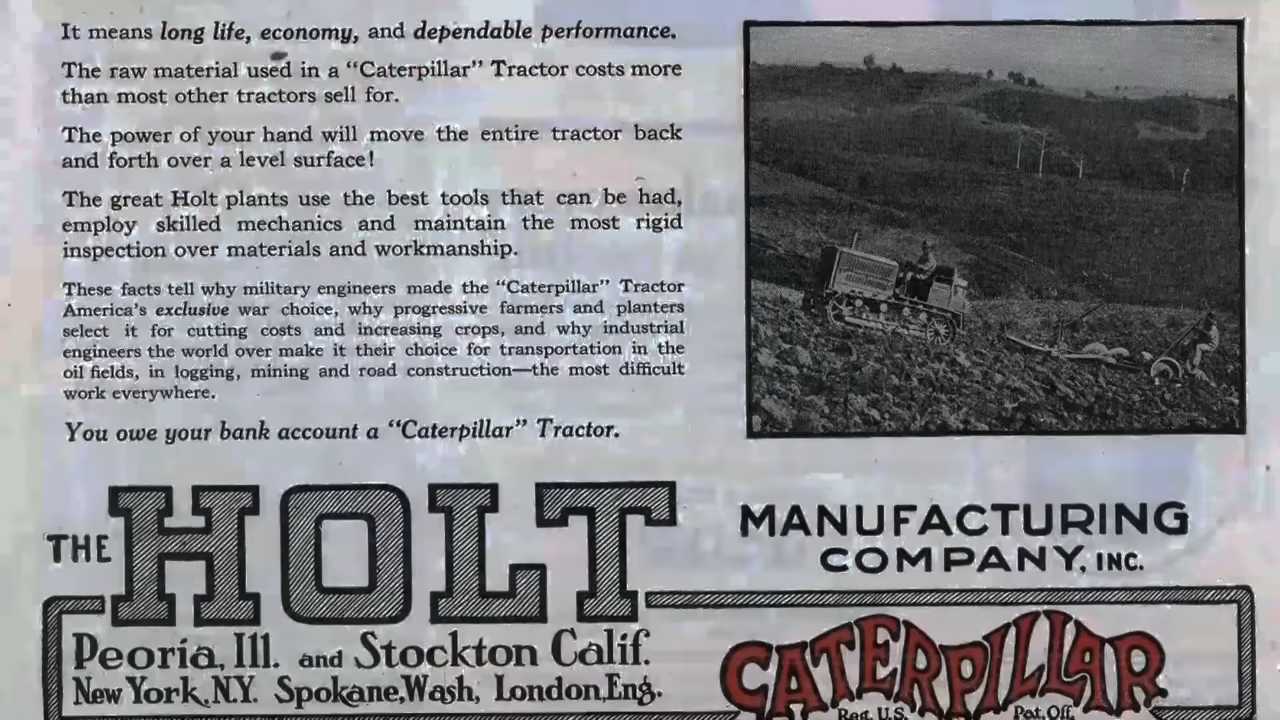 It means long life, economy, and dependable performance.
The raw material used in a “Caterpillar” Tractor costs more
than most other tractors sell for.
The power of your hand will move the entire tractor back
and forth over a level surface!
The great Holt plants use the best tools that can be had,
employ skilled mechanics and maintain the most rigid
inspection over materials and workmanship.
These facts tell why military engineers made the “Caterpillar” Tractor
America's exclusive war choice, why progressive farmers and planters
select it for cutting costs and increasing crops, and why industrial
engineers the world over make it their choice for transportation in the
oil fields, in logging, mining and road construction—the most difficult
work everywhere.
You owe your bank account a “Caterpillar” Tractor.
THE HOLT MANUFACTURING
COMPANY, INC.
Peoria, Ill. and Stockton Calif.
New York, N.Y. Spokane, Wash, London, Eng.
CATERPILLAR
Reg. U.S. Pat. Off.